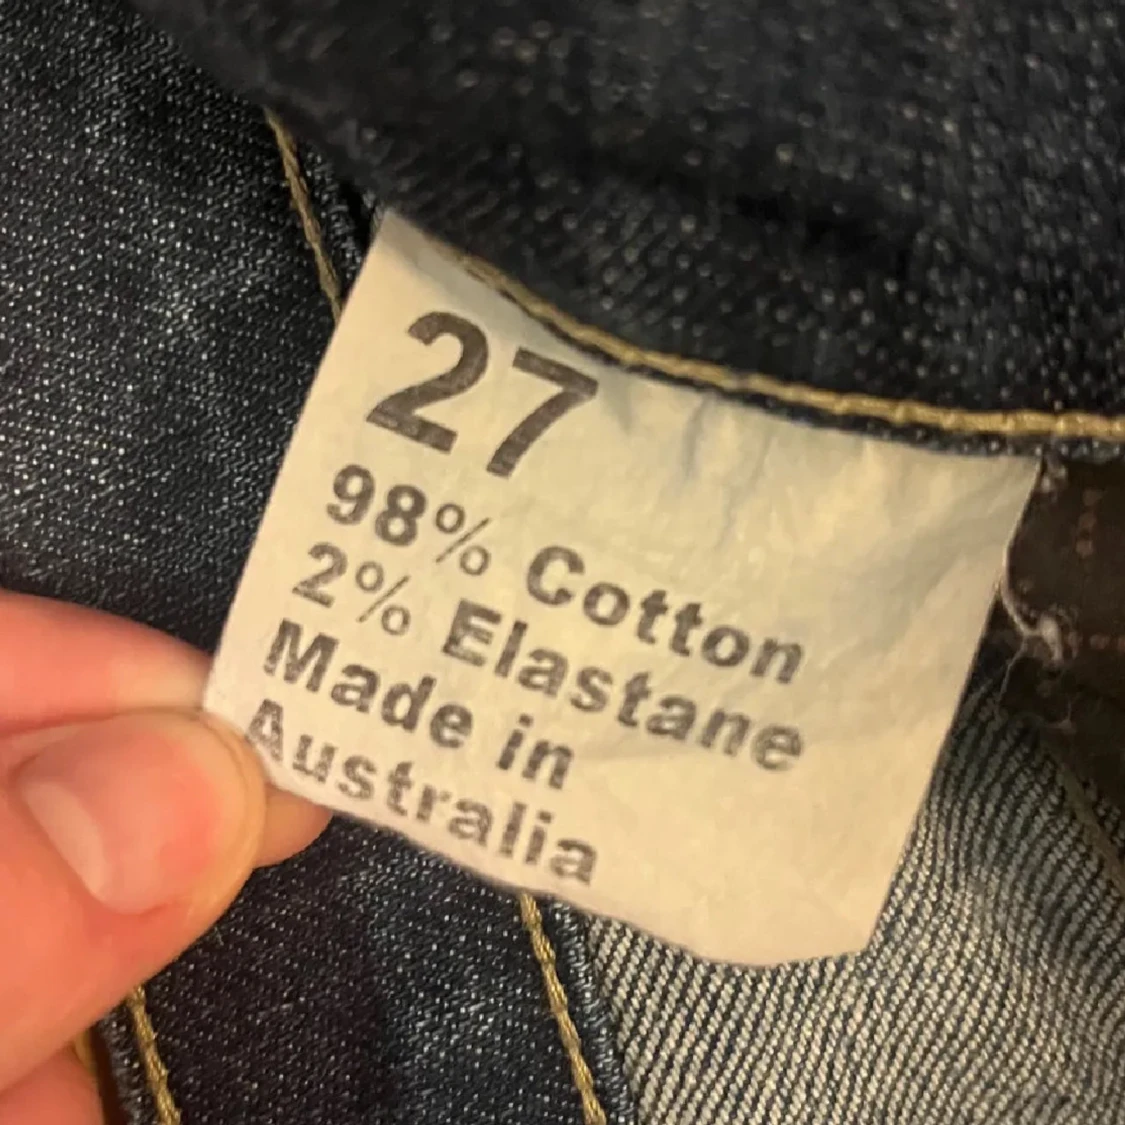 27
98% Cotton
2% Elastane
Made in
Australia